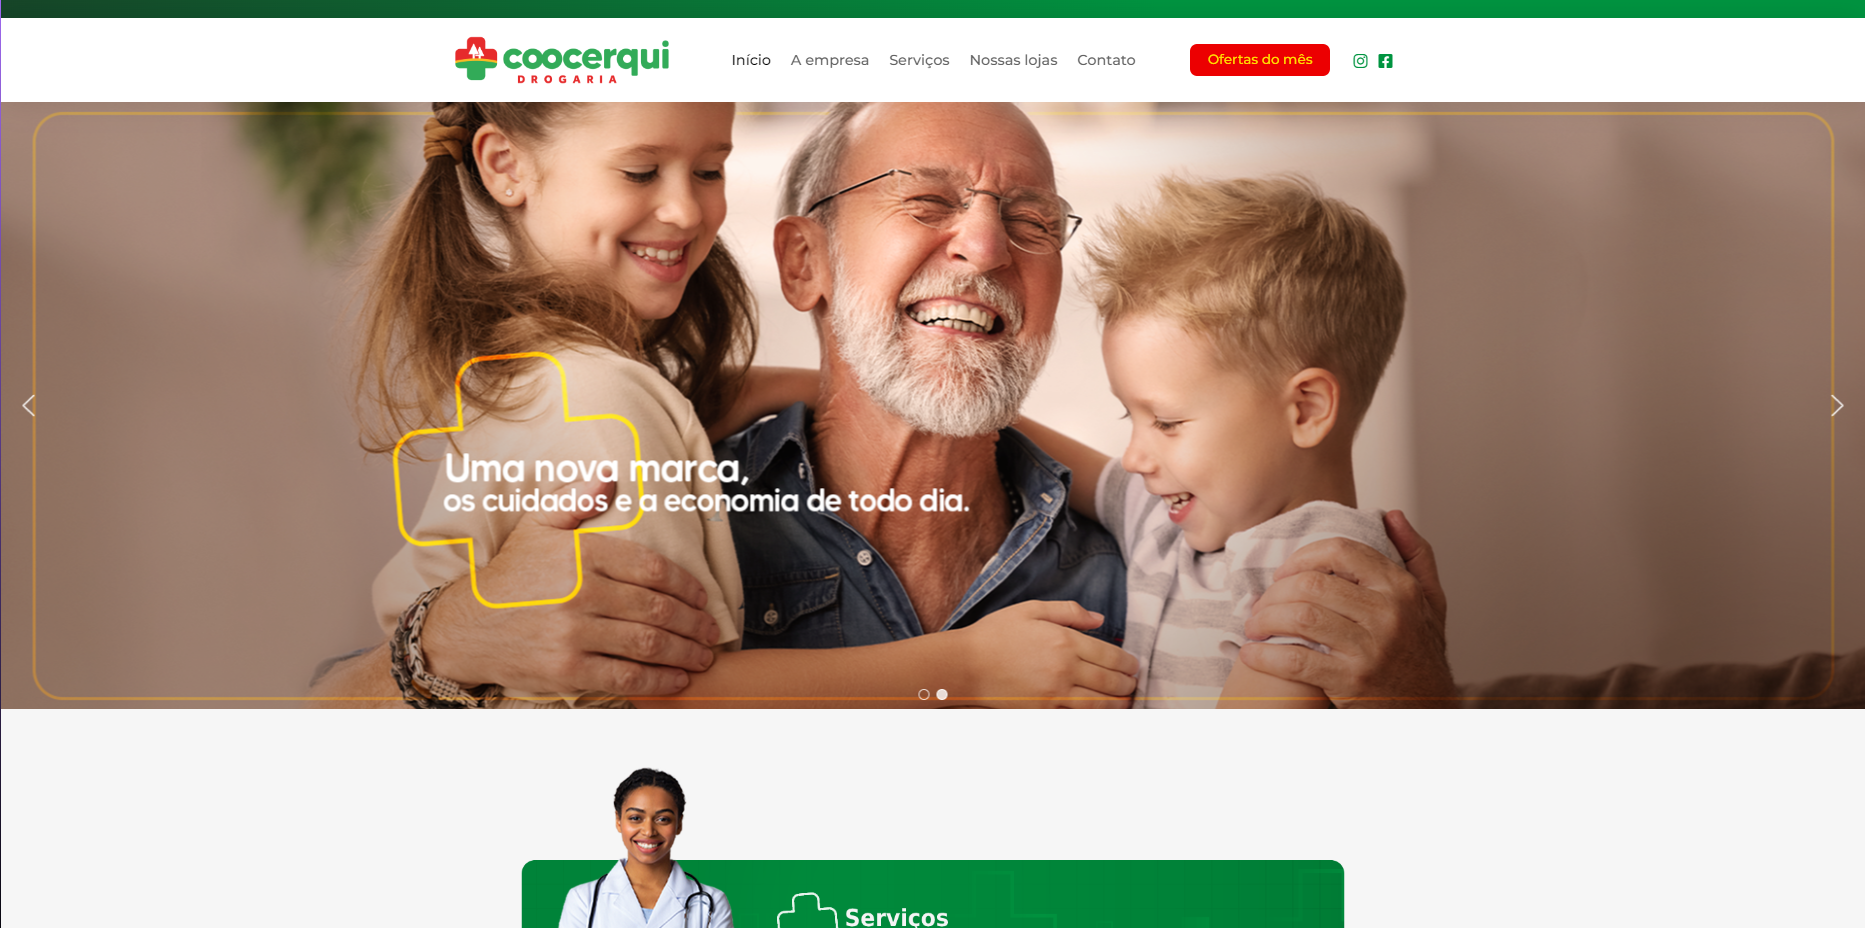 coocerqui
DROGARIA
Início
A empresa
Serviços
Nossas lojas
Contato
Ofertas do mês
Uma nova marca,
os cuidados e a economia de todo dia.
Serviços